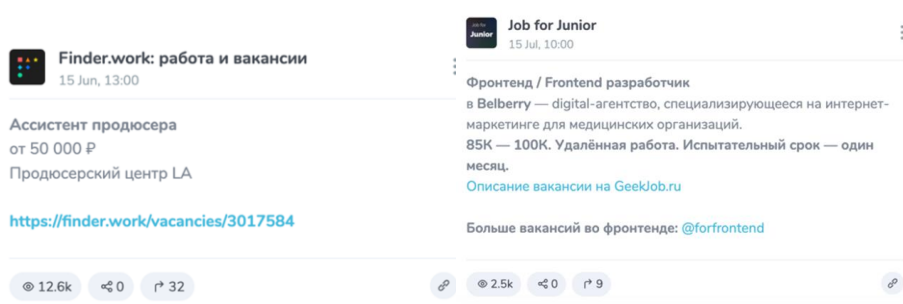 Finder.work: работа и вакансии
15 Jun, 13:00
Ассистент продюсера
от 50 000 ₽
Продюсерский центр LA
https://finder.work/vacancies/3017584
12.6k 0 32
Job for Junior
Job for Junior
15 Jul, 10:00
Фронтенд / Frontend разработчик
в Belberry — digital-агентство, специализирующееся на интернет-
маркетинге для медицинских организаций.
85K — 100K. Удалённая работа. Испытательный срок — один
месяц.
Описание вакансии на GeekJob.ru
Больше вакансий во фронтенде: @forfrontend
2.5k 0 9